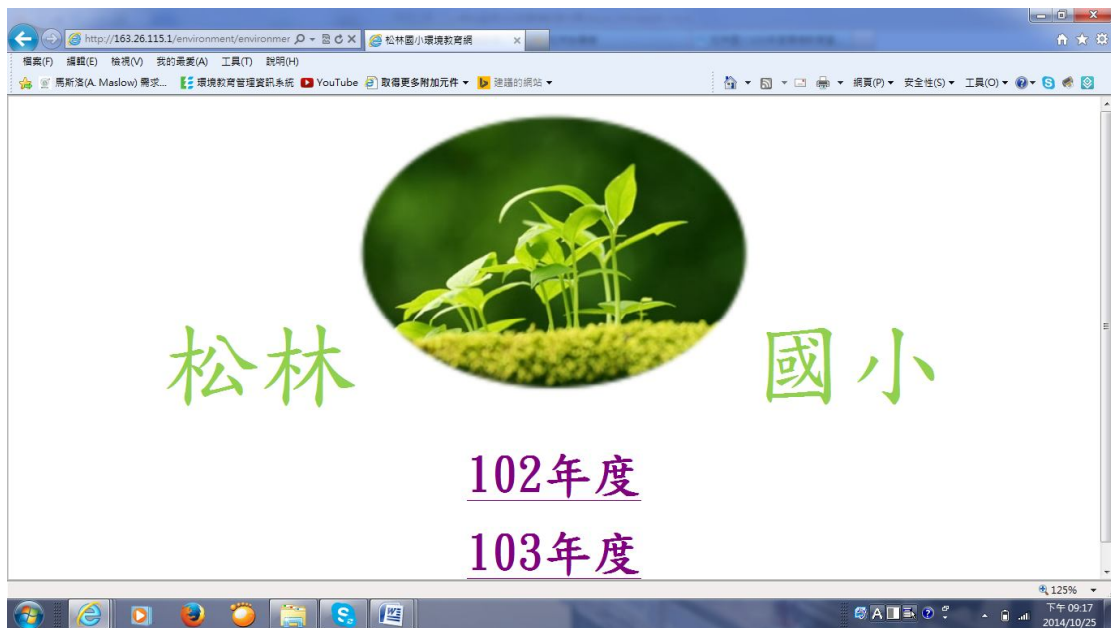 http://163.26.115.1/environment/environmer
松林國小環境教育網
檔案(F) 編輯(E) 檢視(V) 我的最愛(A) 工具(T) 說明(H)
馬斯洛(A. Maslow) 需求... 環境教育管理資訊系統 YouTube 取得更多附加元件 建議的網站 網頁(P) 安全性(S) 工具(O)
松林 國小
102年度
103年度
125%
下午 09:17
2014/10/25